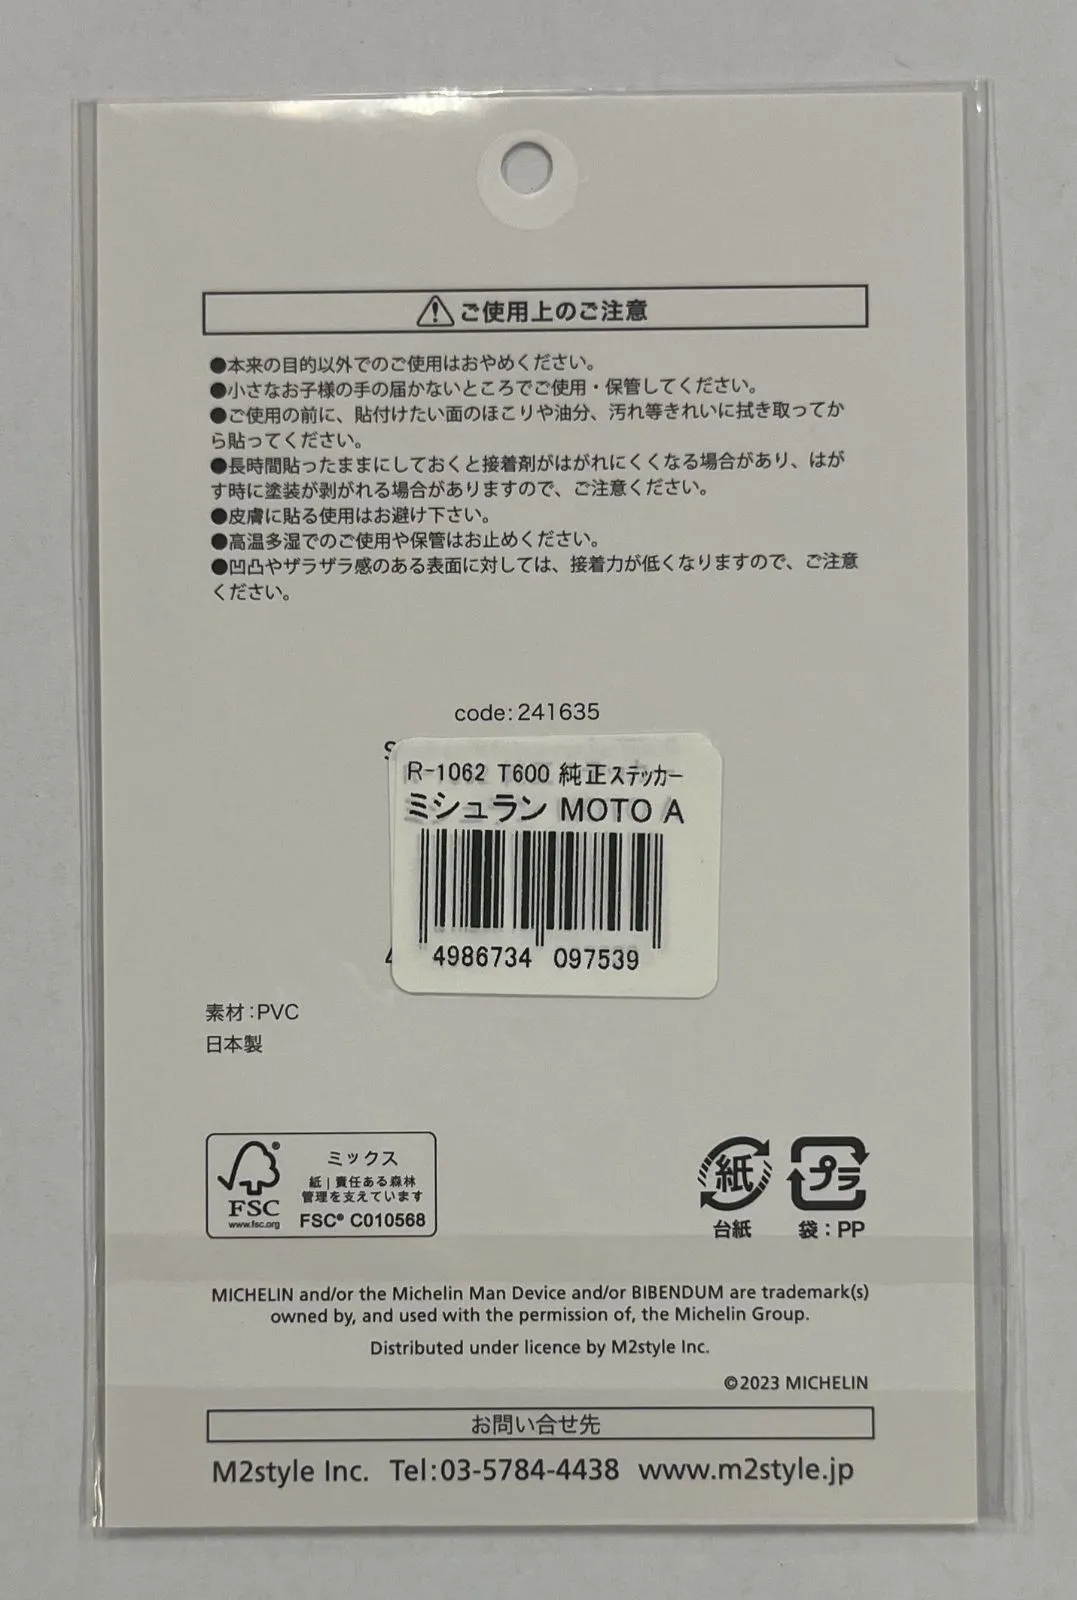 ご使用上のご注意
●本来の目的以外でのご使用はおやめください。
●小さなお子様の手の届かないところでご使用・保管してください。
●ご使用の前に、貼付けたい面のほこりや油分、汚れ等きれいに拭き取ってか
ら貼ってください。
●長時間貼ったままにしておくと接着剤がはがれにくくなる場合があり、はが
す時に塗装が剥がれる場合がありますので、ご注意ください。
●皮膚に貼る使用はお避け下さい。
●高温多湿でのご使用や保管はお止めください。
●凹凸やザラザラ感のある表面に対しては、接着力が低くなりますので、ご注意
ください。
code:241635
R-1062 T600 純正ステッカー
ミシュラン MOTO A
4986734 097539
素材:PVC
日本製
FSC
www.fsc.org
ミックス
紙|責任ある森林
管理を支えています
FSC® C010568
紙
台紙
プラ
袋:PP
MICHELIN and/or the Michelin Man Device and/or BIBENDUM are trademark(s)
owned by, and used with the permission of, the Michelin Group.
Distributed under licence by M2style Inc.
©2023 MICHELIN
お問い合せ先
M2style Inc. Tel:03-5784-4438 www.m2style.jp